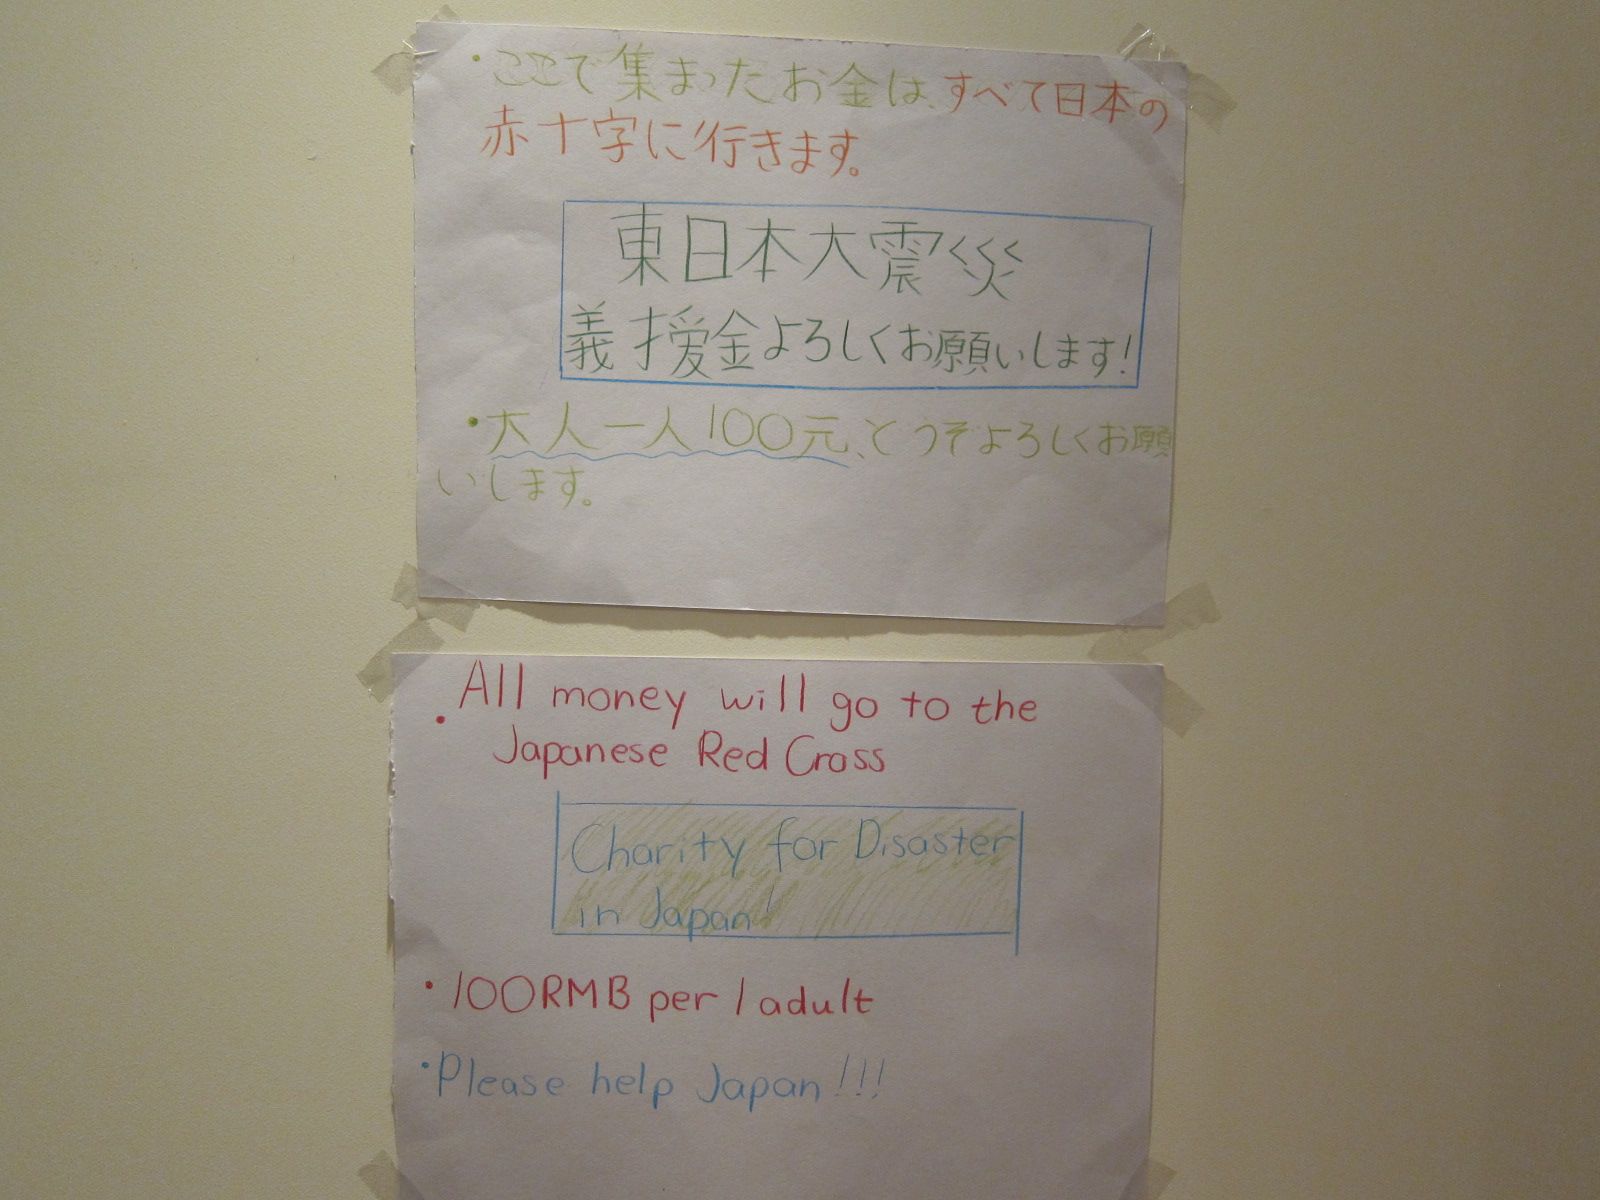 ・ここで集まったお金は、すべて日本の
赤十字に行きます。
東日本大震災
義援金よろしくお願いします!
・大人一人100元、どうぞよろしくお願
いします。
・All money will go to the
Japanese Red Cross
Charity for Disaster
in Japan!
・100RMB per 1 adult
・Please help Japan!!!